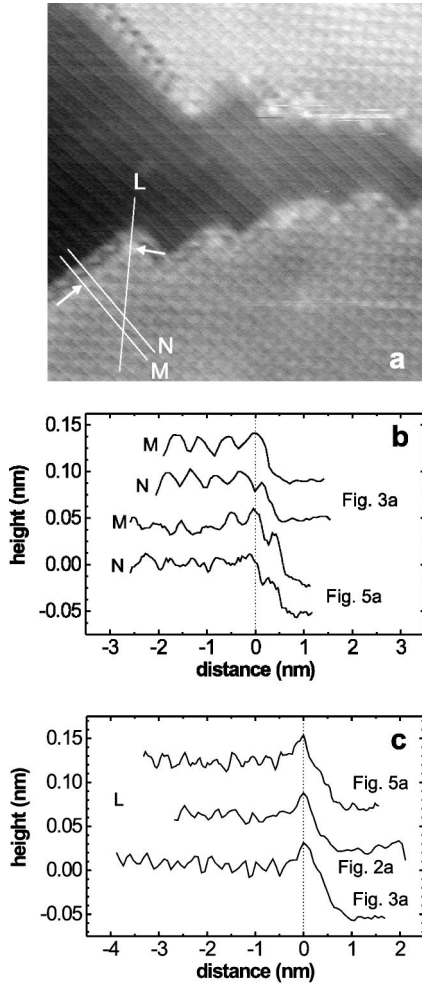 L
N
M
a
b
0.15
0.10
0.05
0.00
-0.05
height (nm)
M
N
M
N
Fig. 3a
Fig. 5a
-3 -2 -1 0 1 2 3
distance (nm)
c
0.15
0.10
0.05
0.00
-0.05
height (nm)
L
Fig. 5a
Fig. 2a
Fig. 3a
-4 -3 -2 -1 0 1 2
distance (nm)